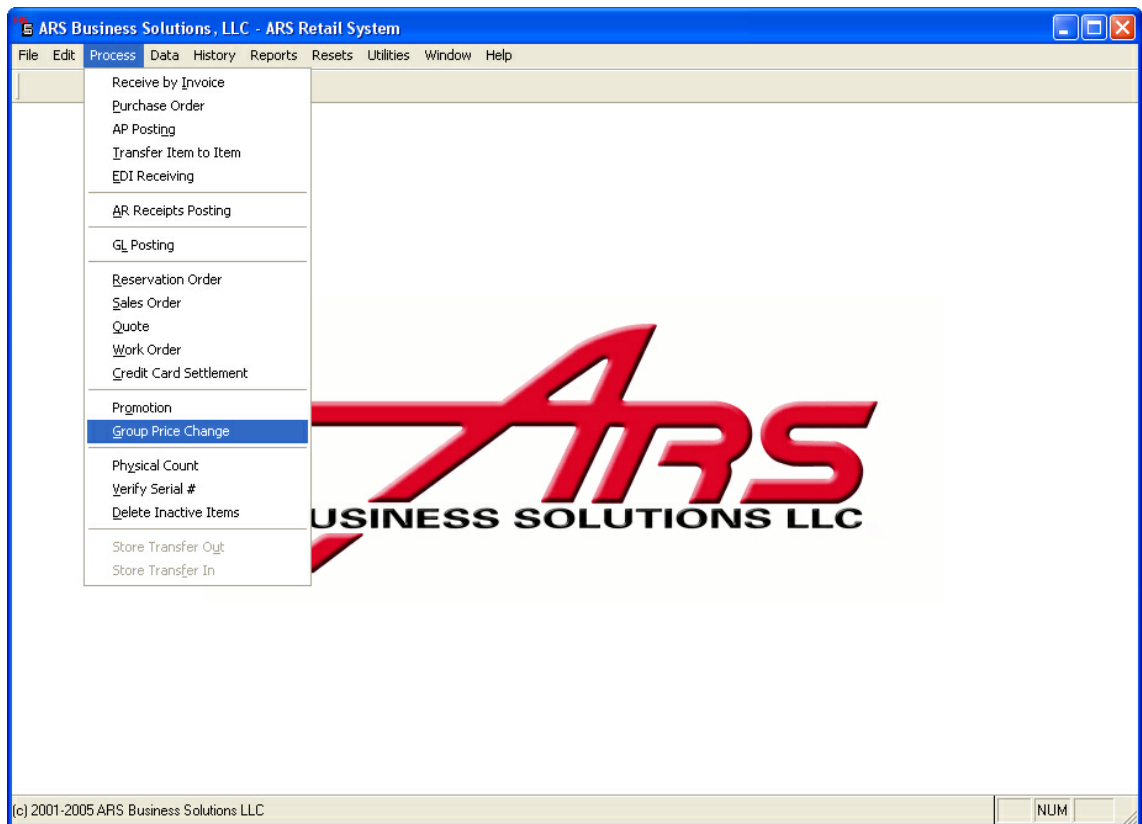 ARS Business Solutions, LLC - ARS Retail System
File Edit Process Data History Reports Resets Utilities Window Help
Receive by Invoice
Purchase Order
AP Posting
Transfer Item to Item
EDI Receiving
AR Receipts Posting
GL Posting
Reservation Order
Sales Order
Quote
Work Order
Credit Card Settlement
Promotion
Group Price Change
Physical Count
Verify Serial #
Delete Inactive Items
Store Transfer Out
Store Transfer In
ARS
USINESS SOLUTIONS LLC
(c) 2001-2005 ARS Business Solutions LLC NUM